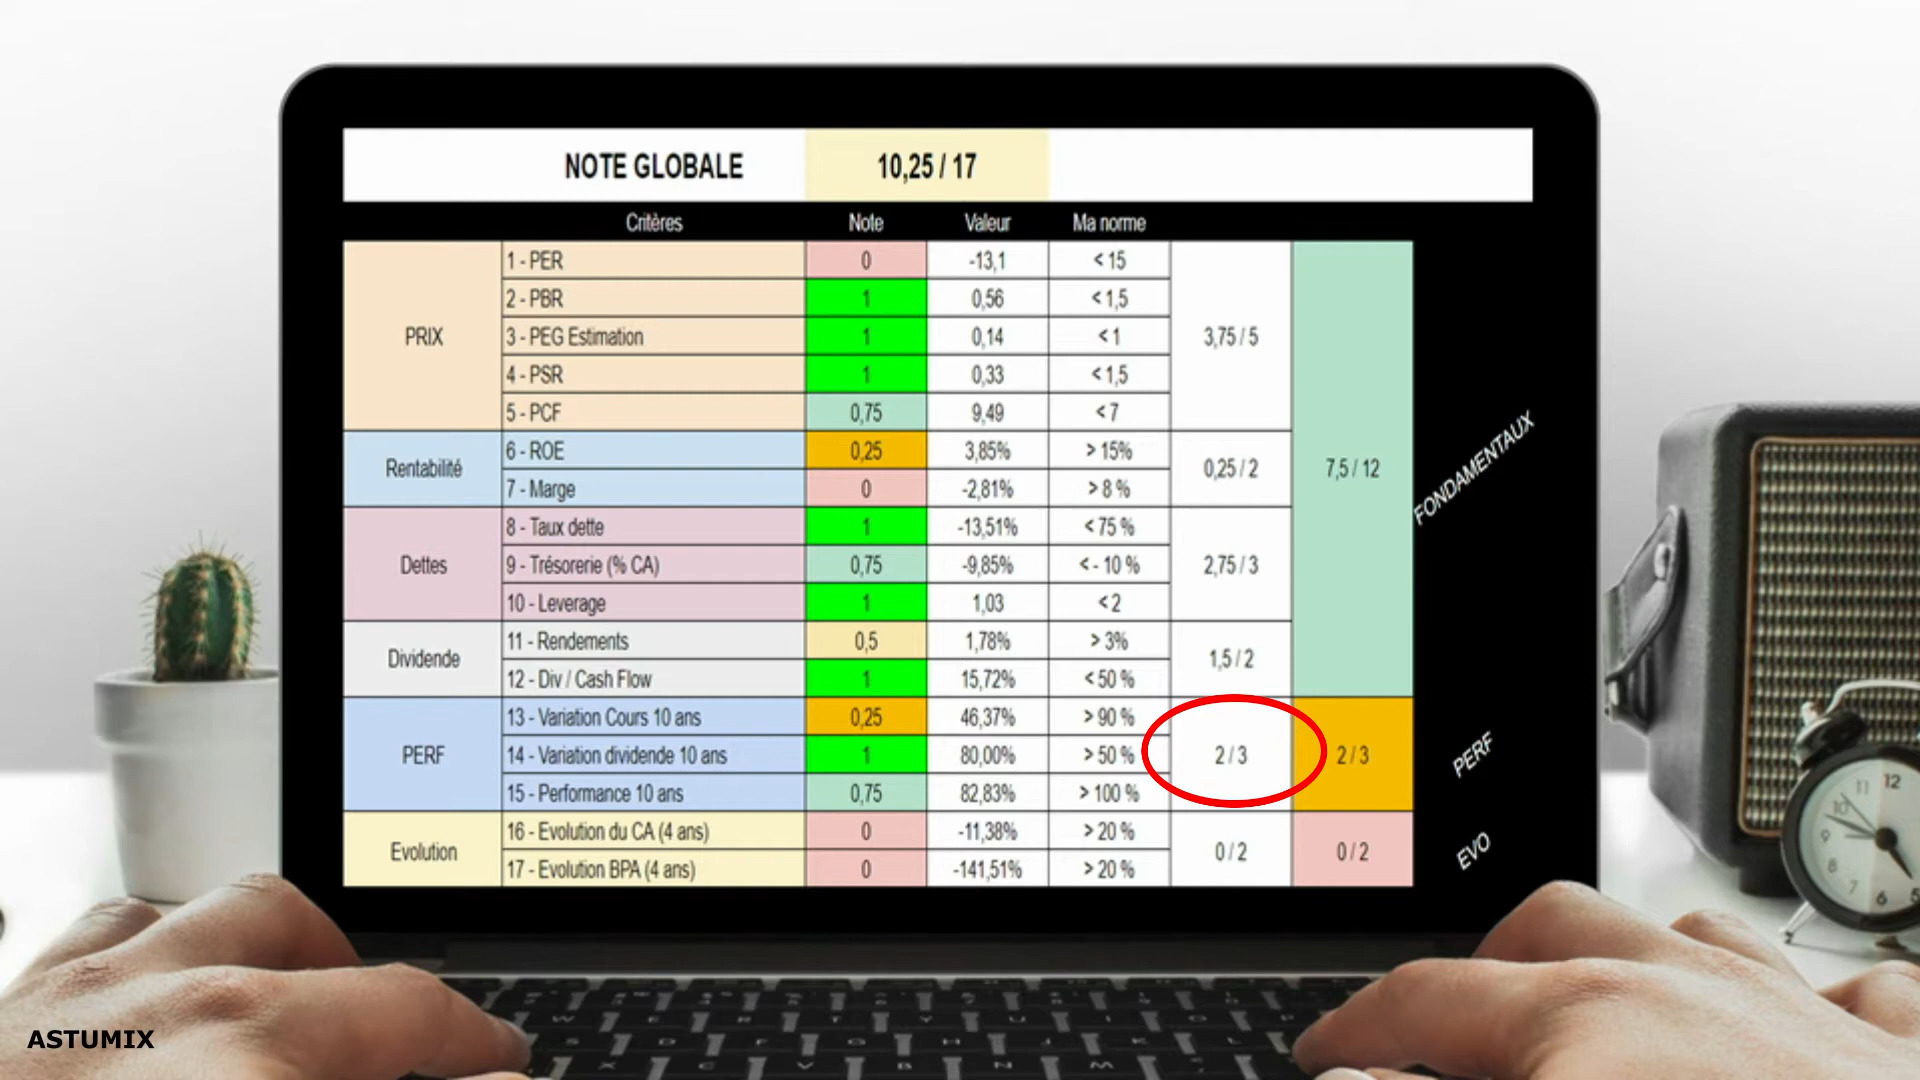 NOTE GLOBALE 10,25 / 17
Critères Note Valeur Ma norme
PRIX
1 - PER 0 -13,1 < 15
2 - PBR 1 0,56 < 1,5
3 - PEG Estimation 1 0,14 < 1
4 - PSR 1 0,33 < 1,5
5 - PCF 0,75 9,49 < 7
3,75 / 5
Rentabilité
6 - ROE 0,25 3,85% > 15%
7 - Marge 0 -2,81% > 8 %
0,25 / 2
Dettes
8 - Taux dette 1 -13,51% < 75 %
9 - Trésorerie (% CA) 0,75 -9,85% < - 10 %
10 - Leverage 1 1,03 < 2
2,75 / 3
Dividende
11 - Rendements 0,5 1,78% > 3%
12 - Div / Cash Flow 1 15,72% < 50 %
1,5 / 2
7,5 / 12
FONDAMENTAUX
PERF
13 - Variation Cours 10 ans 0,25 46,37% > 90 %
14 - Variation dividende 10 ans 1 80,00% > 50 %
15 - Performance 10 ans 0,75 82,83% > 100 %
2 / 3
2 / 3
PERF
Evolution
16 - Evolution du CA (4 ans) 0 -11,38% > 20 %
17 - Evolution BPA (4 ans) 0 -141,51% > 20 %
0 / 2
0 / 2
EVO
ASTUMIX